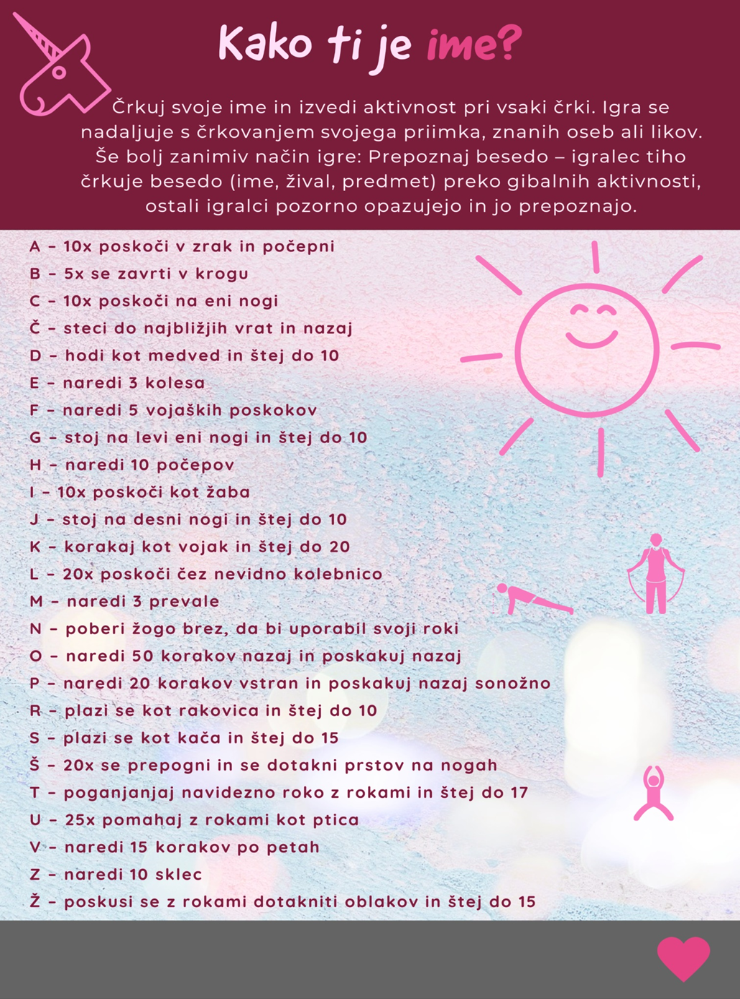 Kako ti je ime?
Črkuj svoje ime in izvedi aktivnost pri vsaki črki. Igra se
nadaljuje s črkovanjem svojega priimka, znanih oseb ali likov.
Še bolj zanimiv način igre: Prepoznaj besedo – igralec tiho
črkuje besedo (ime, žival, predmet) preko gibalnih aktivnosti,
ostali igralci pozorno opazujejo in jo prepoznajo.
A – 10x poskoči v zrak in počepni
B – 5x se zavrti v krogu
C – 10x poskoči na eni nogi
Č – steci do najbližjih vrat in nazaj
D – hodi kot medved in štej do 10
E – naredi 3 kolesa
F – naredi 5 vojaških poskokov
G – stoj na levi eni nogi in štej do 10
H – naredi 10 počepov
I – 10x poskoči kot žaba
J – stoj na desni nogi in štej do 10
K – korakaj kot vojak in štej do 20
L – 20x poskoči čez nevidno kolebnico
M – naredi 3 prevale
N – poberi žogo brez, da bi uporabil svoji roki
O – naredi 50 korakov nazaj in poskakuj nazaj
P – naredi 20 korakov vstran in poskakuj nazaj sonožno
R – plazi se kot rakovica in štej do 10
S – plazi se kot kača in štej do 15
Š – 20x se prepogni in se dotakni prstov na nogah
T – poganjanjaj navidezno roko z rokami in štej do 17
U – 25x pomahaj z rokami kot ptica
V – naredi 15 korakov po petah
Z – naredi 10 sklec
Ž – poskusi se z rokami dotakniti oblakov in štej do 15